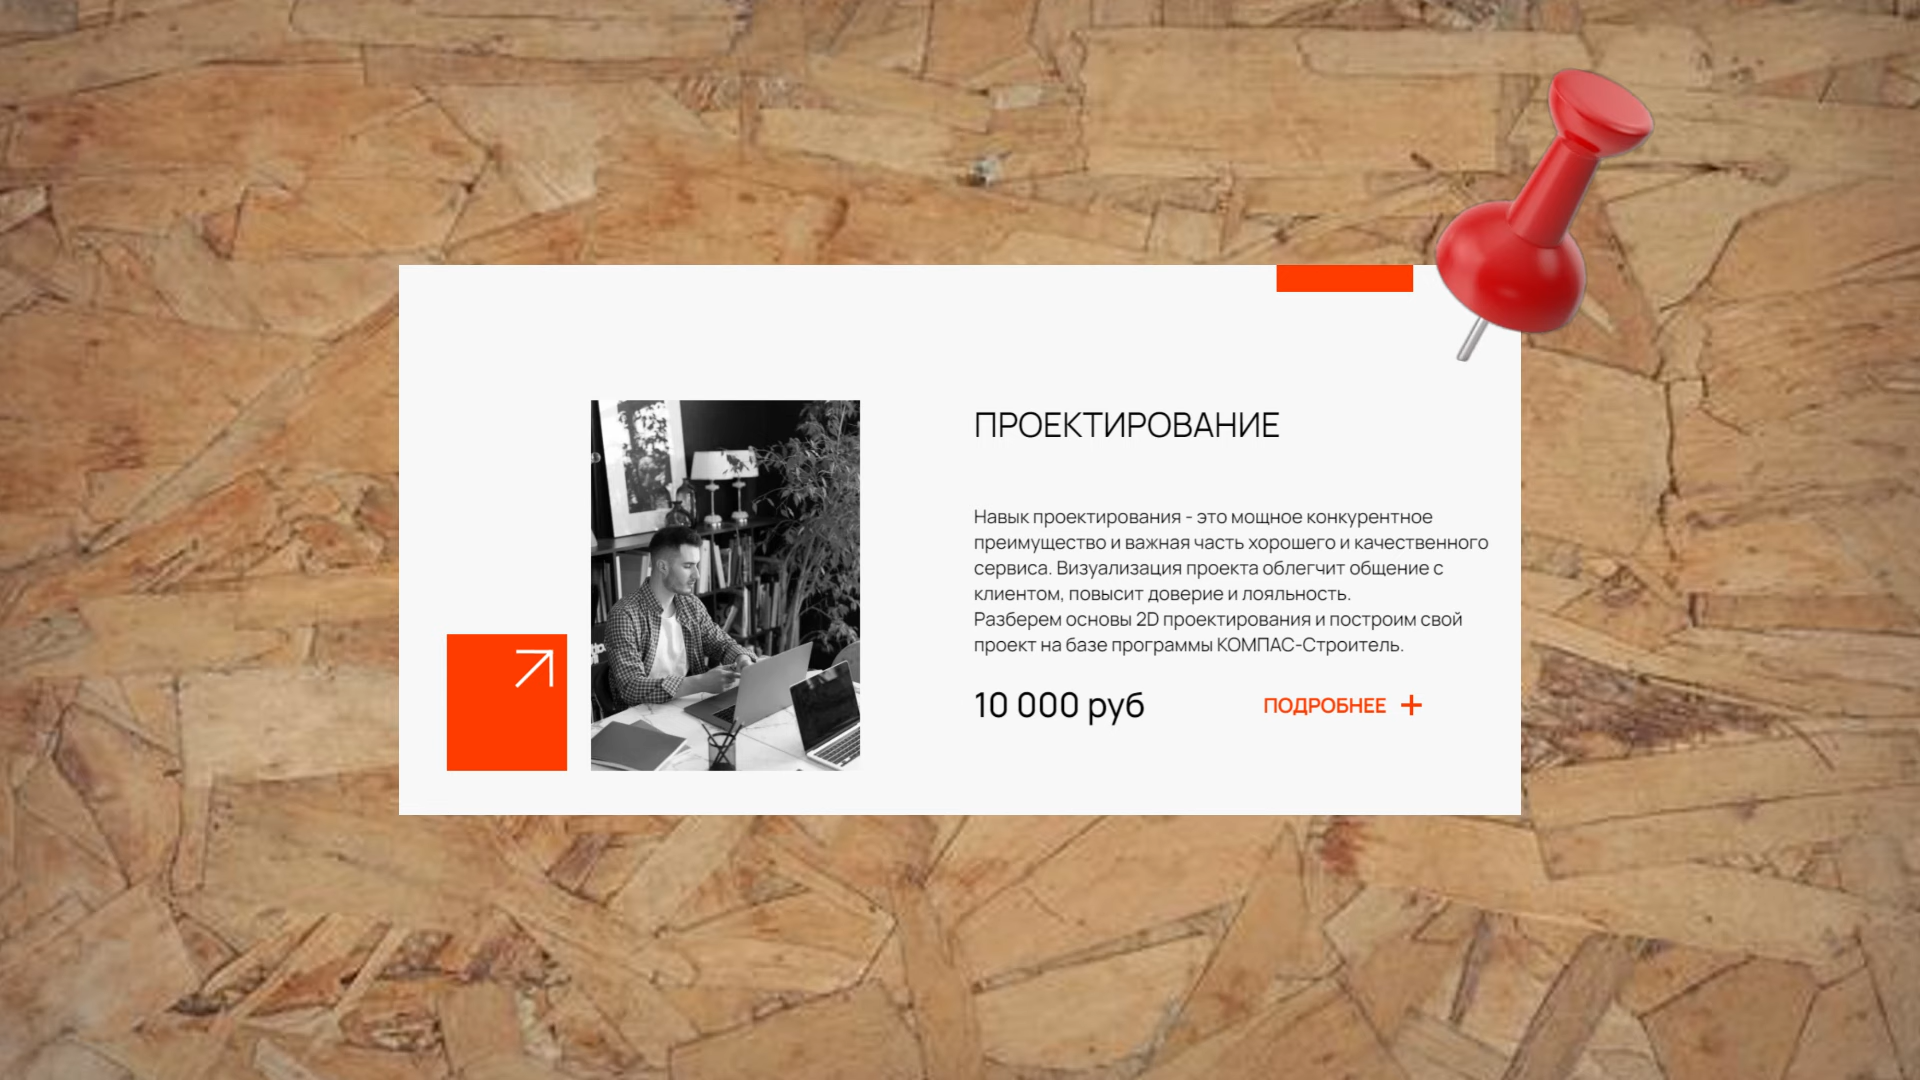 ПРОЕКТИРОВАНИЕ
Навык проектирования - это мощное конкурентное
преимущество и важная часть хорошего и качественного
сервиса. Визуализация проекта облегчит общение с
клиентом, повысит доверие и лояльность.
Разберем основы 2D проектирования и построим свой
проект на базе программы КОМПАС-Строитель.
10 000 руб
ПОДРОБНЕЕ +